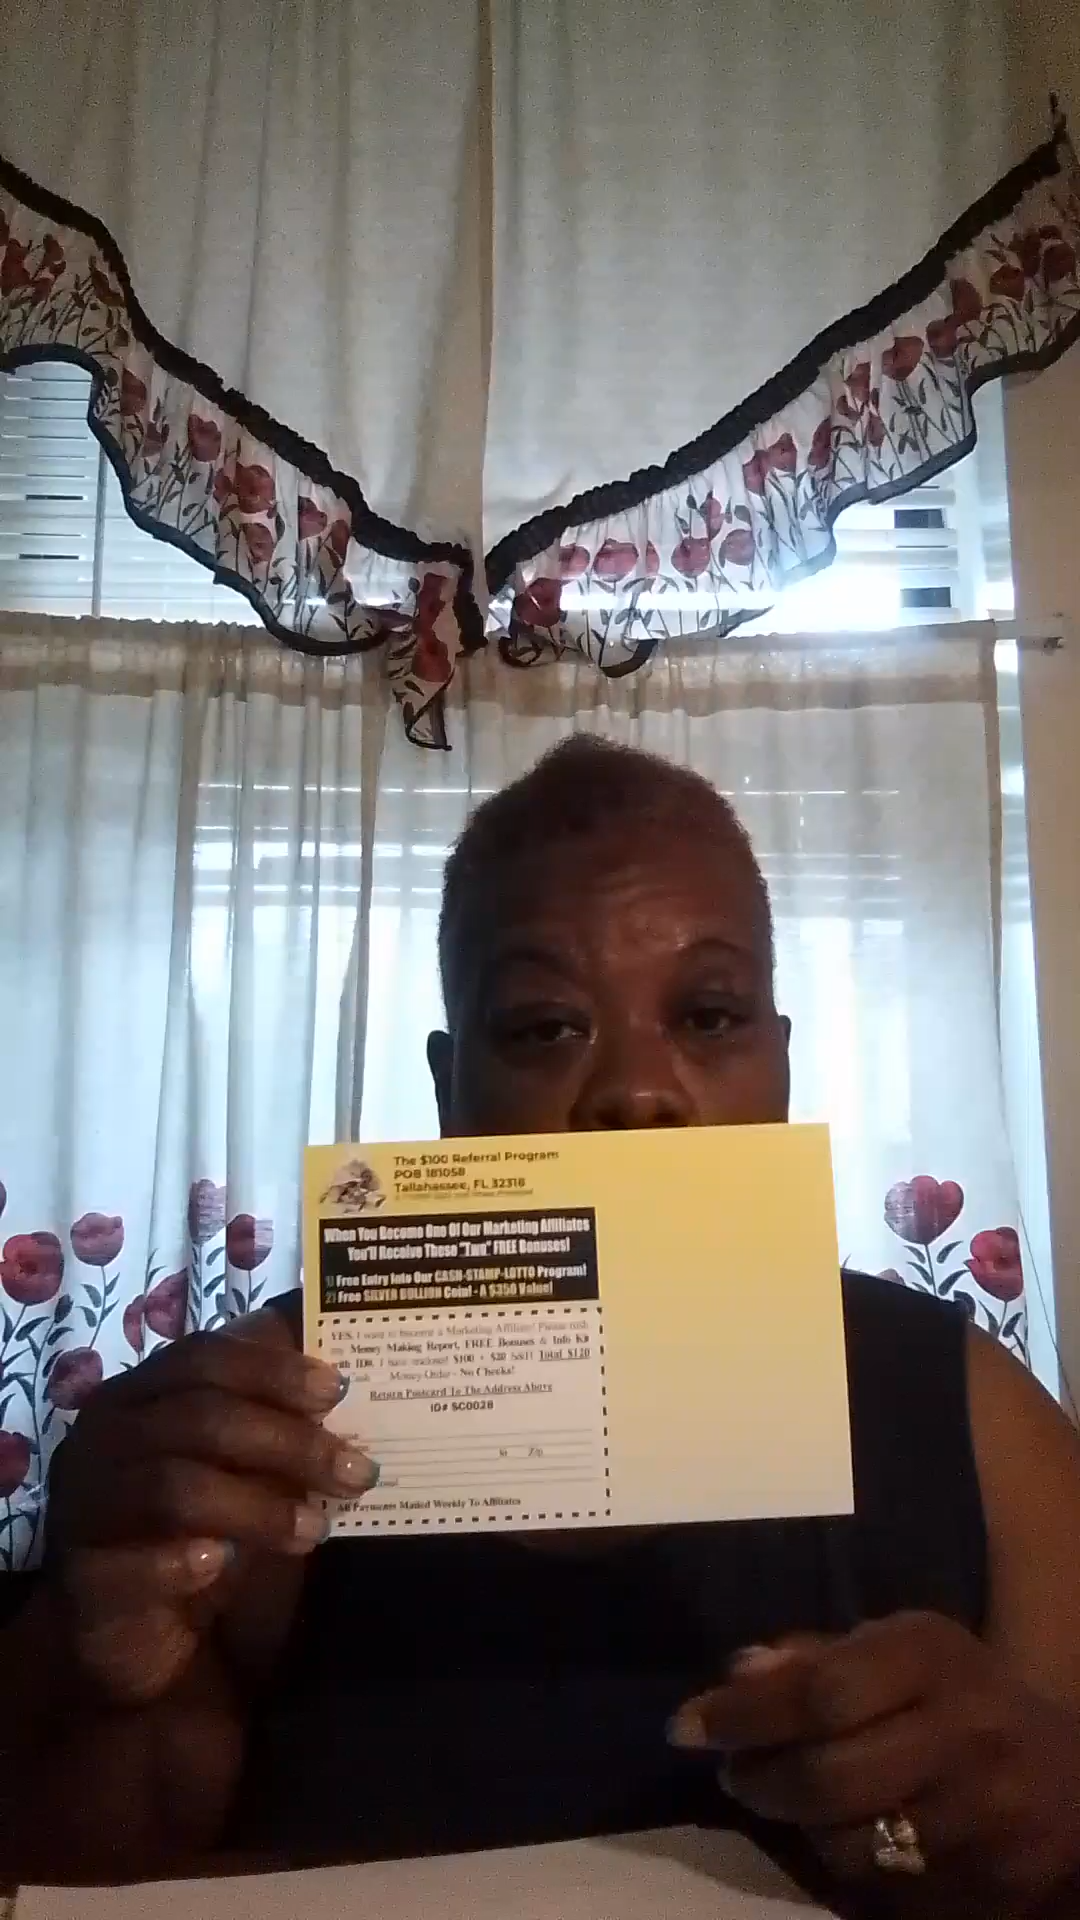 The $100 Referral Program
POB 181058
Tallahassee, FL 32318
When You Become One Of Our Marketing Affiliates
You'll Receive These "Two" FREE Bonuses!
1) Free Entry Into Our CASH-STAMP-LOTTO Program!
2) Free SILVER BULLION Coin! - A $350 Value!
YES, I want to become a Marketing Affiliate! Please rush
my Money Making Report, FREE Bonuses & Info Kit
with ID#. I have enclosed $100 + $20 S&H! Total $120
Cash Money Order - No Checks!
Return Postcard To The Address Above
ID# SC0028
Zip
All Payments Mailed Weekly To Affiliates